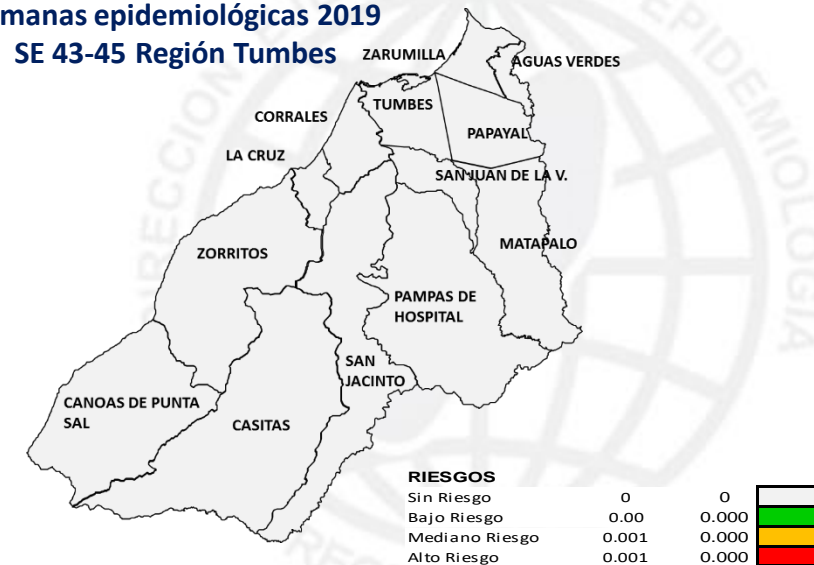 manas epidemiológicas 2019
SE 43-45 Región Tumbes
ZARUMILLA
AGUAS VERDES
TUMBES
CORRALES
PAPAYAL
LA CRUZ
SAN JUAN DE LA V.
MATAPALO
ZORRITOS
PAMPAS DE
HOSPITAL
SAN
JACINTO
CANOAS DE PUNTA
SAL
CASITAS
RIESGOS
Sin Riesgo 0 0
Bajo Riesgo 0.00 0.000
Mediano Riesgo 0.001 0.000
Alto Riesgo 0.001 0.000
EPIDEMIOLOGÍA